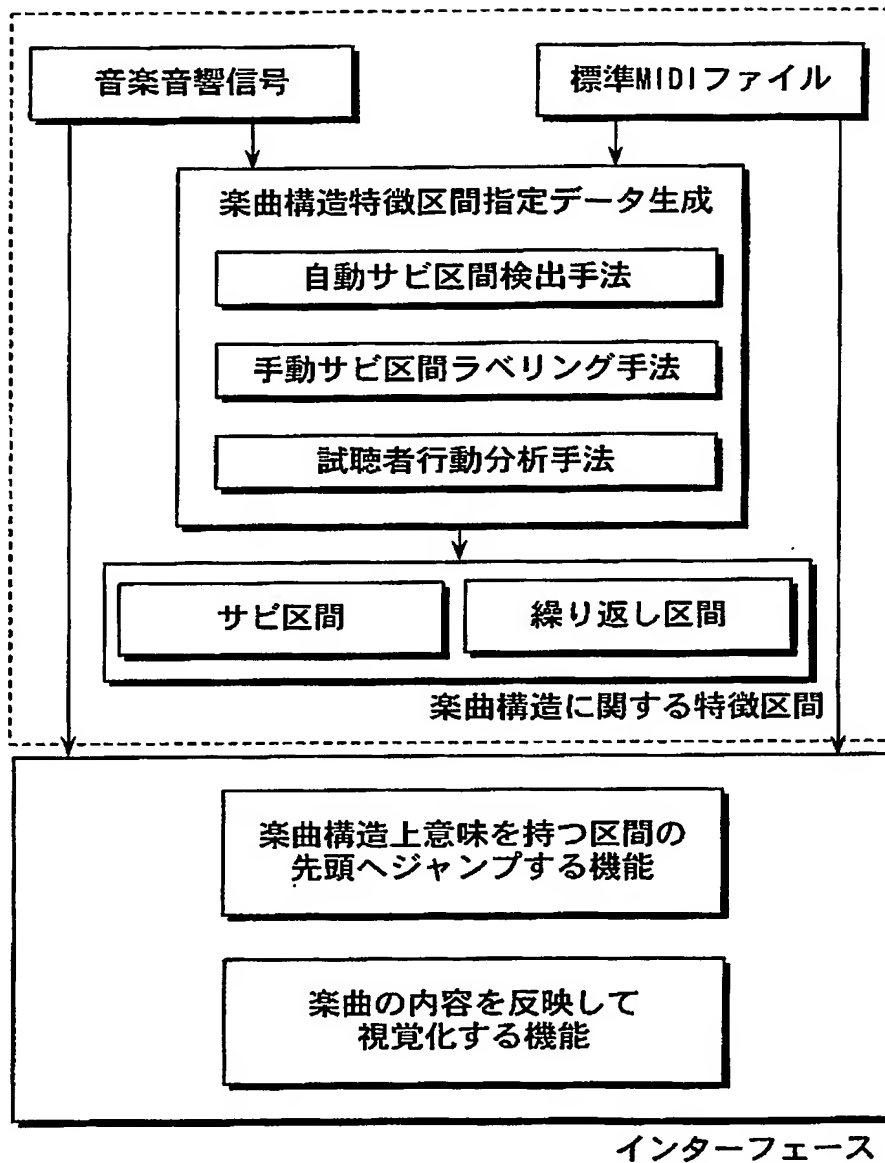 音楽音響信号
標準MIDIファイル
楽曲構造特徴区間指定データ生成
自動サビ区間検出手法
手動サビ区間ラベリング手法
試聴者行動分析手法
サビ区間
繰り返し区間
楽曲構造に関する特徴区間
楽曲構造上意味を持つ区間の
先頭へジャンプする機能
楽曲の内容を反映して
視覚化する機能
インターフェース